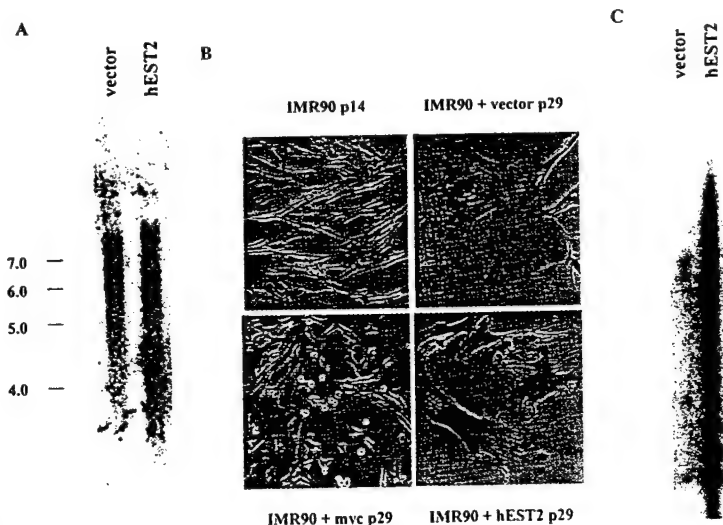 A
vector
hEST2
7.0
6.0
5.0
4.0
B
IMR90 p14
IMR90 + vector p29
IMR90 + myc p29
IMR90 + hEST2 p29
C
vector
hEST2